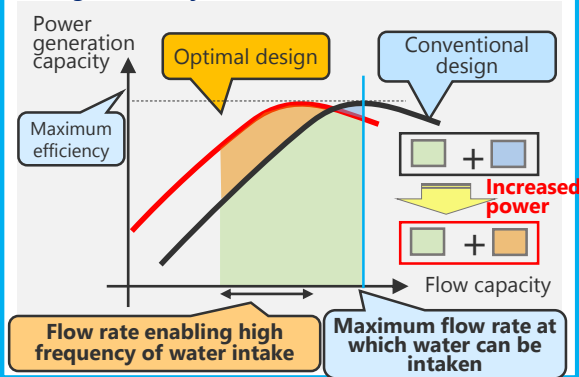 Power
generation
capacity
Optimal design
Conventional
design
Maximum
efficiency
+
Increased
power
+
Flow capacity
Flow rate enabling high
frequency of water intake
Maximum flow rate at
which water can be
intaken